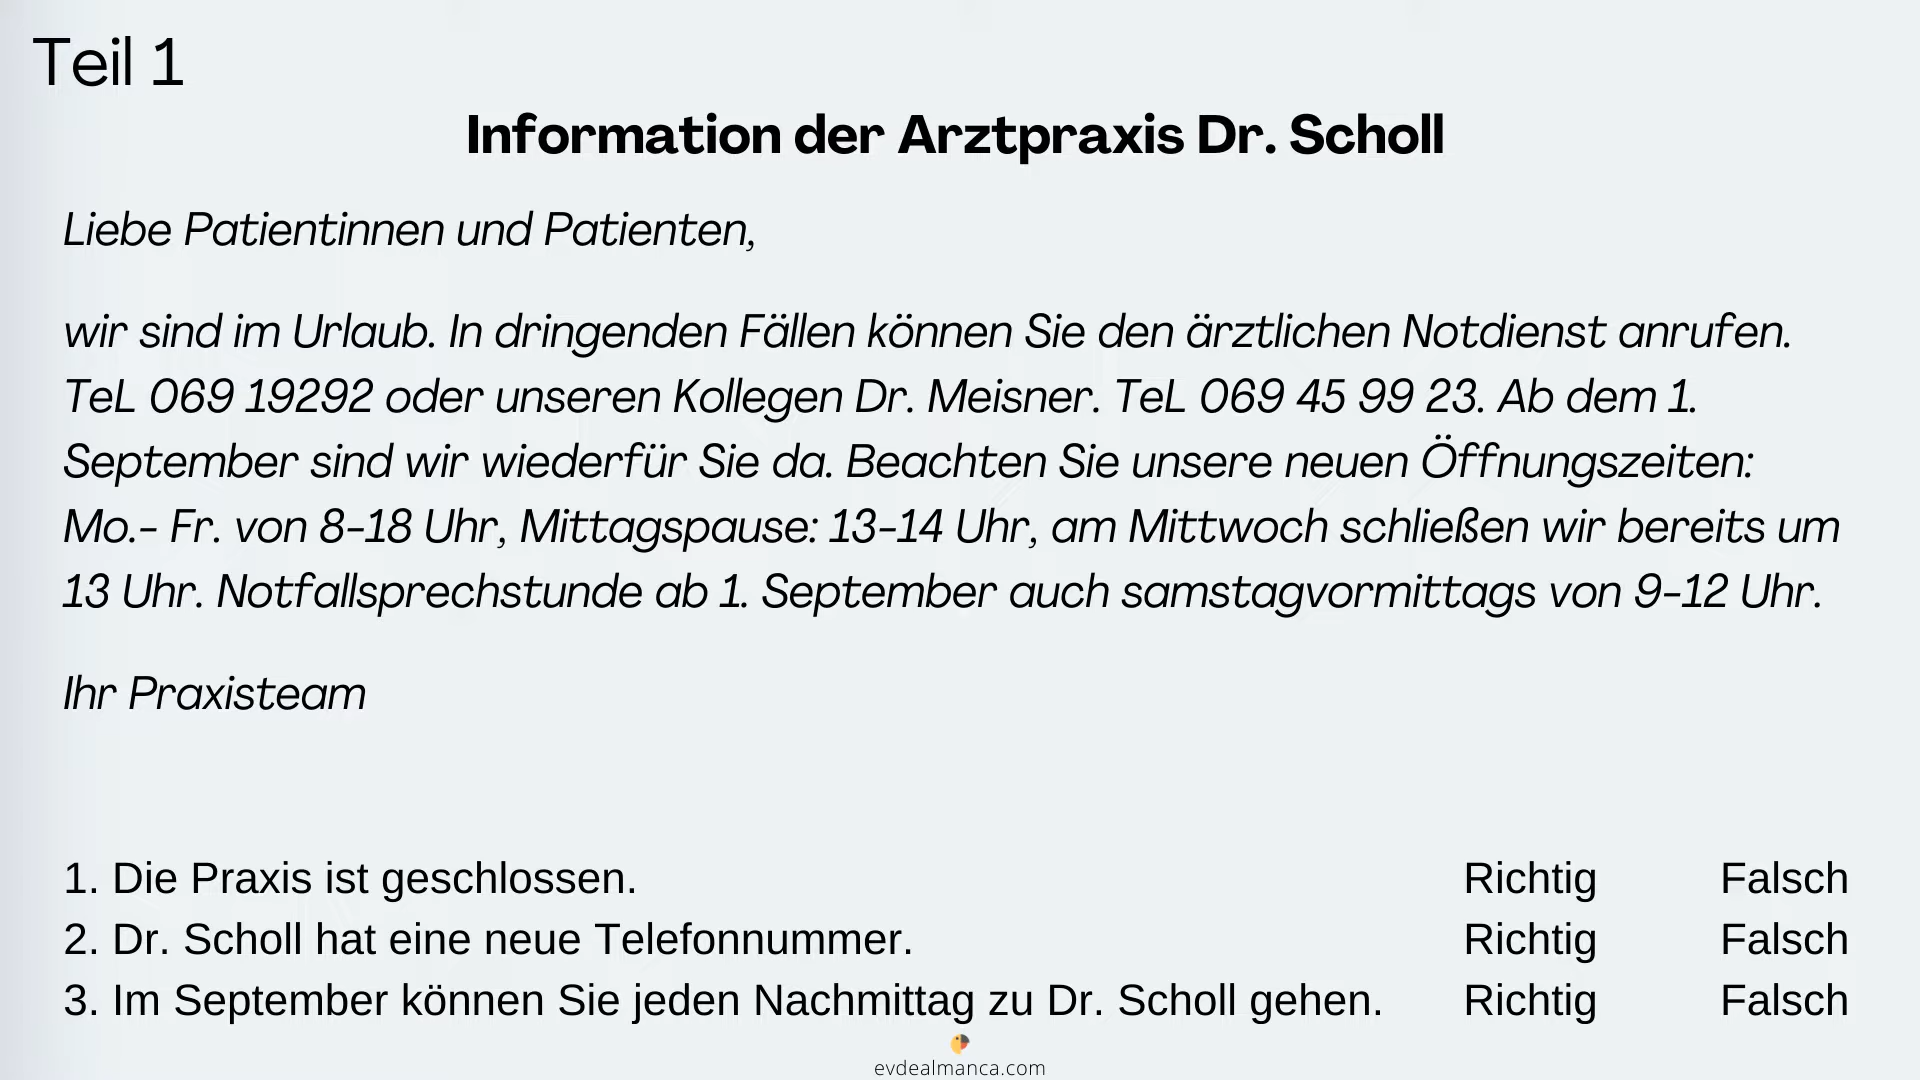 Teil 1
Information der Arztpraxis Dr. Scholl
Liebe Patientinnen und Patienten,
wir sind im Urlaub. In dringenden Fällen können Sie den ärztlichen Notdienst anrufen.
TeL 069 19292 oder unseren Kollegen Dr. Meisner. TeL 069 45 99 23. Ab dem 1.
September sind wir wiederfür Sie da. Beachten Sie unsere neuen Öffnungszeiten:
Mo.- Fr. von 8-18 Uhr, Mittagspause: 13-14 Uhr, am Mittwoch schließen wir bereits um
13 Uhr. Notfallsprechstunde ab 1. September auch samstagvormittags von 9-12 Uhr.
Ihr Praxisteam
1. Die Praxis ist geschlossen. Richtig Falsch
2. Dr. Scholl hat eine neue Telefonnummer. Richtig Falsch
3. Im September können Sie jeden Nachmittag zu Dr. Scholl gehen. Richtig Falsch
evdealmanca.com